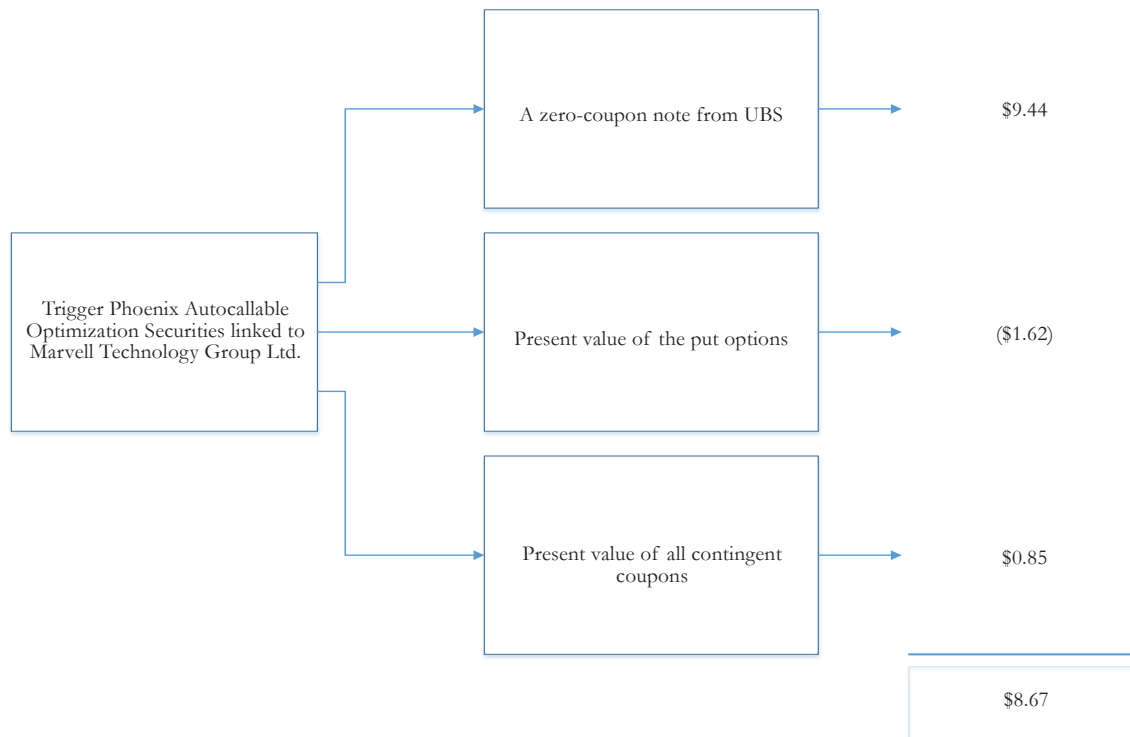 A zero-coupon note from UBS
$9.44
Trigger Phoenix Autocallable
Optimization Securities linked to
Marvell Technology Group Ltd.
Present value of the put options
($1.62)
Present value of all contingent
coupons
$0.85
$8.67